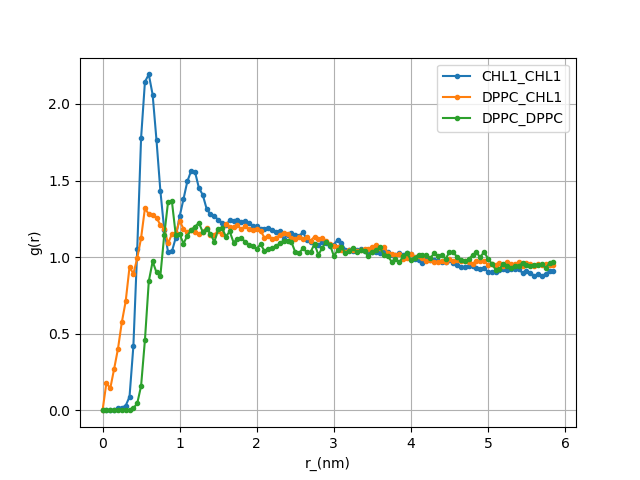 CHL1_CHL1
DPPC_CHL1
DPPC_DPPC
2.0
1.5
1.0
0.5
0.0
g(r)
0 1 2 3 4 5 6
r_(nm)